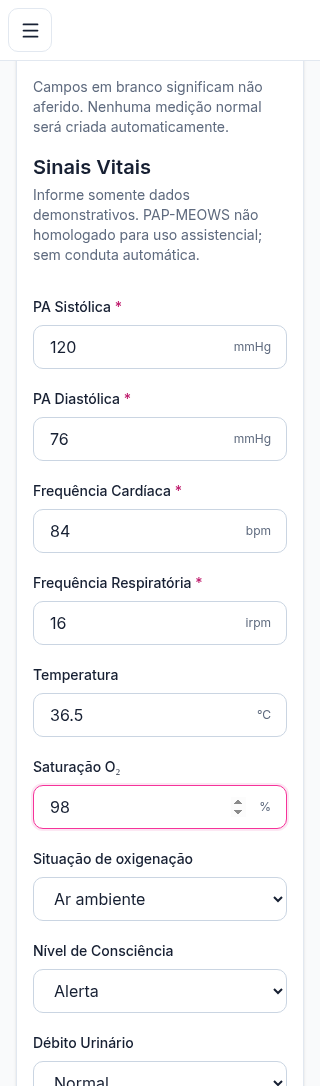 Campos em branco significam não
aferido. Nenhuma medição normal
será criada automaticamente.
Sinais Vitais
Informe somente dados
demonstrativos. PAP-MEOWS não
homologado para uso assistencial;
sem conduta automática.
PA Sistólica *
120 mmHg
PA Diastólica *
76 mmHg
Frequência Cardíaca *
84 bpm
Frequência Respiratória *
16 irpm
Temperatura
36.5 °C
Saturação O₂
98 %
Situação de oxigenação
Ar ambiente
Nível de Consciência
Alerta
Débito Urinário
Normal